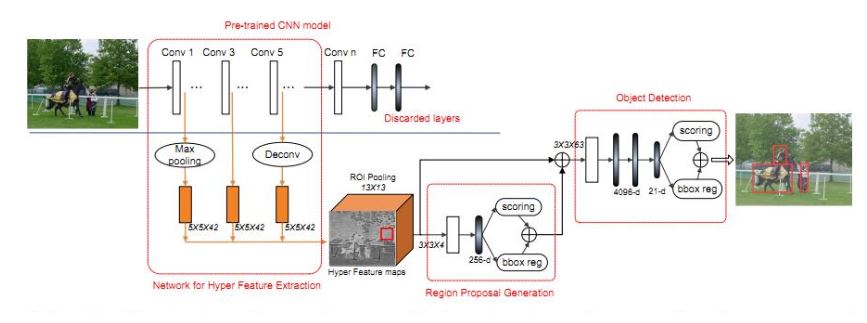 Pre-trained CNN model
Conv 1 ... Conv 3 ... Conv 5 ... Conv n FC FC
Discarded layers
Max pooling
Deconv
5X5X42
5X5X42
5X5X42
Network for Hyper Feature Extraction
ROI Pooling
13X13
Hyper Feature maps
3X3X4
256-d
scoring
bbox reg
Region Proposal Generation
Object Detection
3X3X63
4096-d
21-d
scoring
bbox reg